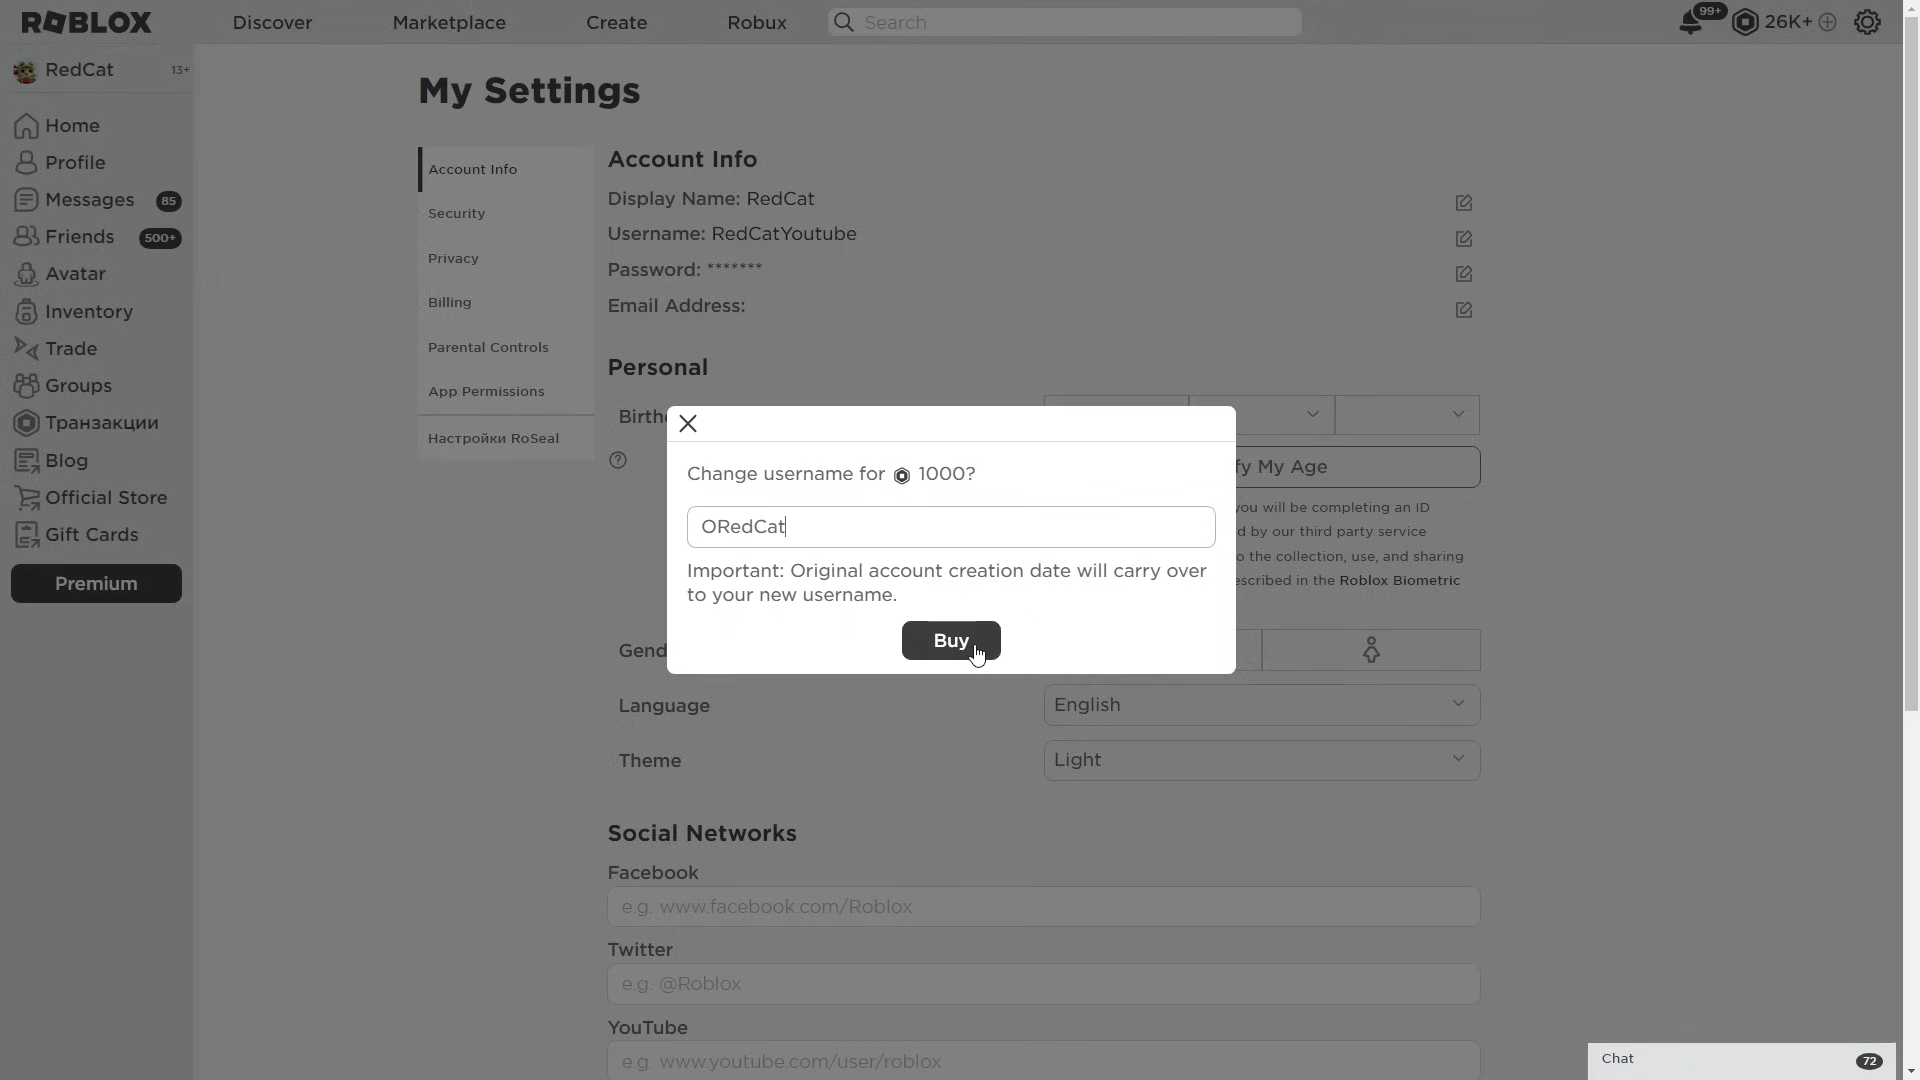 ROBLOX
Discover
Marketplace
Create
Robux
Search
99+
26K+
RedCat
13+
Home
Profile
Messages
85
Friends
500+
Avatar
Inventory
Trade
Groups
Транзакции
Blog
Official Store
Gift Cards
Premium
My Settings
Account Info
Security
Privacy
Billing
Parental Controls
App Permissions
Настройки RoSeal
Account Info
Display Name: RedCat
Username: RedCatYoutube
Password: *******
Email Address:
Personal
Birth
fy My Age
you will be completing an ID
d by our third party service
o the collection, use, and sharing
escribed in the Roblox Biometric
Change username for 1000?
ORedCat
Important: Original account creation date will carry over
to your new username.
Buy
Gend
Language
English
Theme
Light
Social Networks
Facebook
e.g. www.facebook.com/Roblox
Twitter
e.g. @Roblox
YouTube
e.g. www.youtube.com/user/roblox
Chat
72